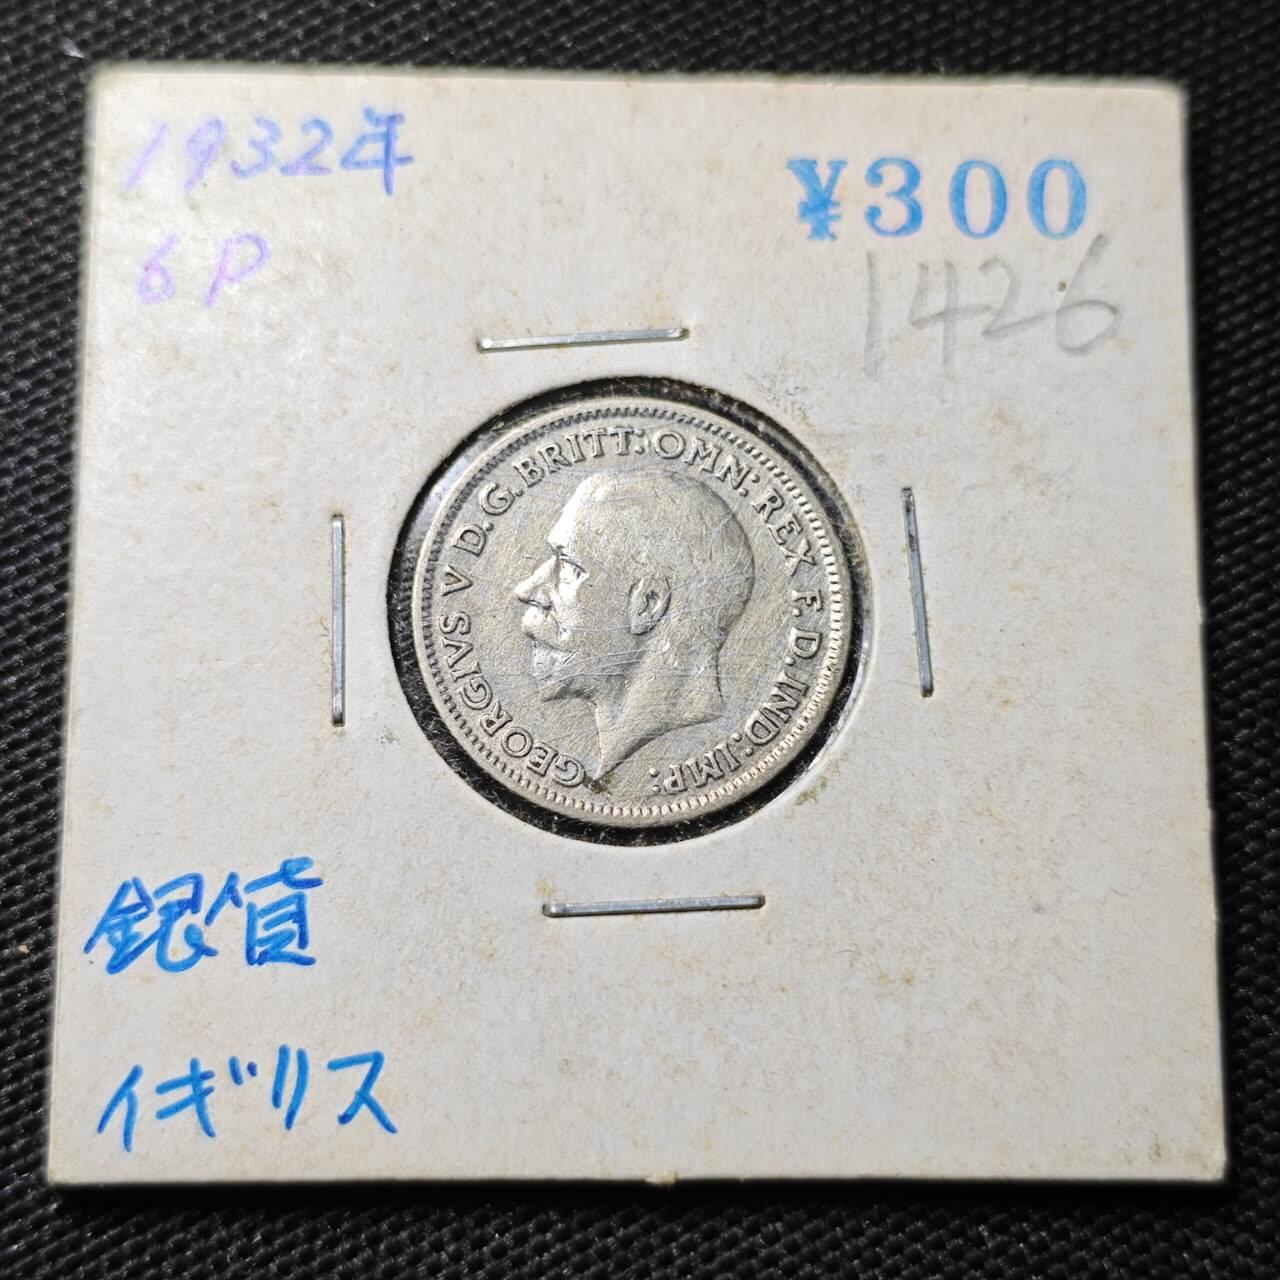 1932年
¥300
6P
1426
GEORGIVS V D.G.BRITT:OMN:REX F.D.IND:IMP:
銀貨
イギリス